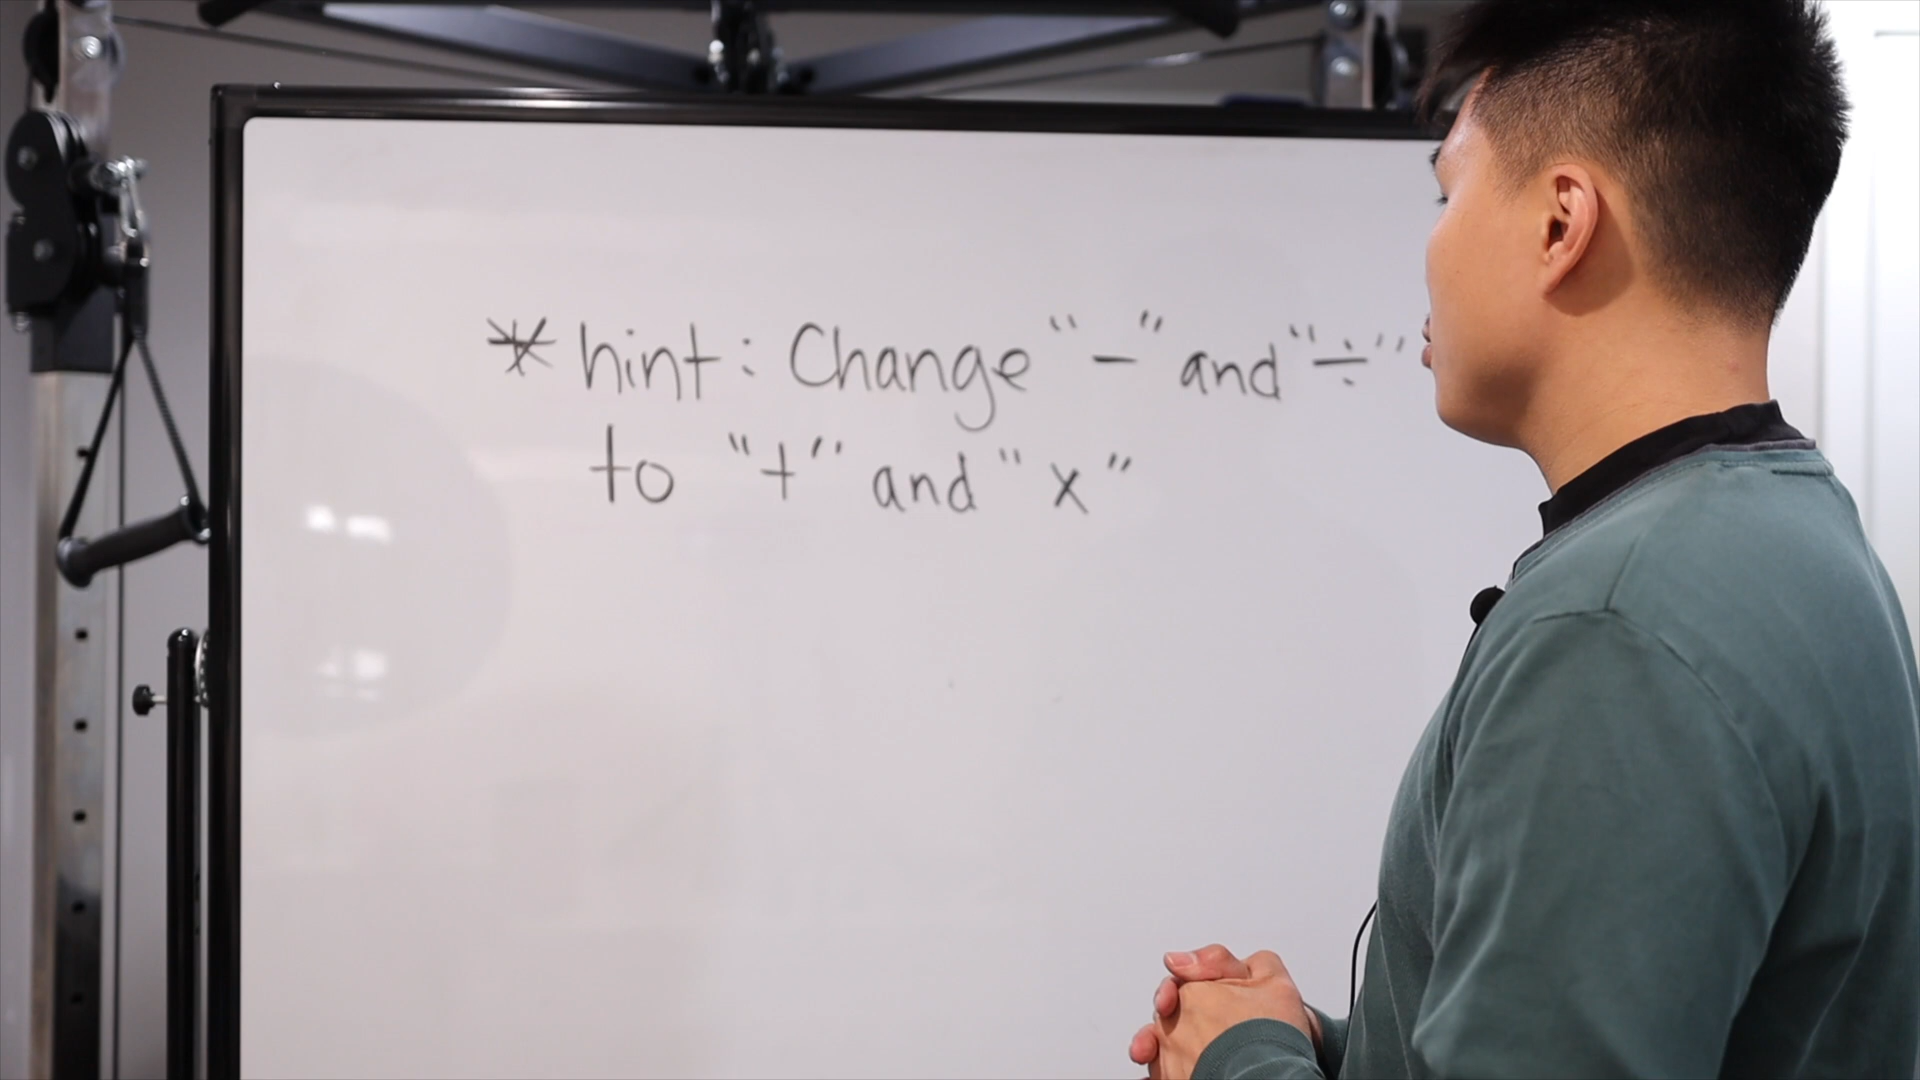 * hint: Change "-" and "÷"
to "+" and "x"